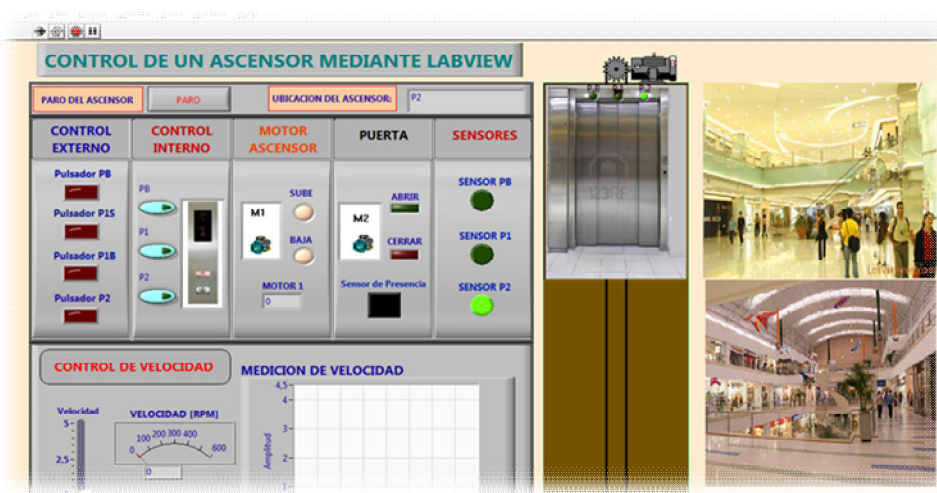 CONTROL DE UN ASCENSOR MEDIANTE LABVIEW
PARO DEL ASCENSOR
PARO
UBICACION DEL ASCENSOR:
P2
CONTROL EXTERNO
CONTROL INTERNO
MOTOR ASCENSOR
PUERTA
SENSORES
Pulsador PB
Pulsador P1S
Pulsador P1B
Pulsador P2
PB
P1
P2
M1
SUBE
BAJA
MOTOR 1
0
M2
ABRIR
CERRAR
Sensor de Presencia
SENSOR PB
SENSOR P1
SENSOR P2
123RF
CONTROL DE VELOCIDAD
Velocidad
5-
2,5-
VELOCIDAD [RPM]
0 100 200 300 400 600
0
MEDICION DE VELOCIDAD
Amplitud
4,5-
4-
3-
2-
1-